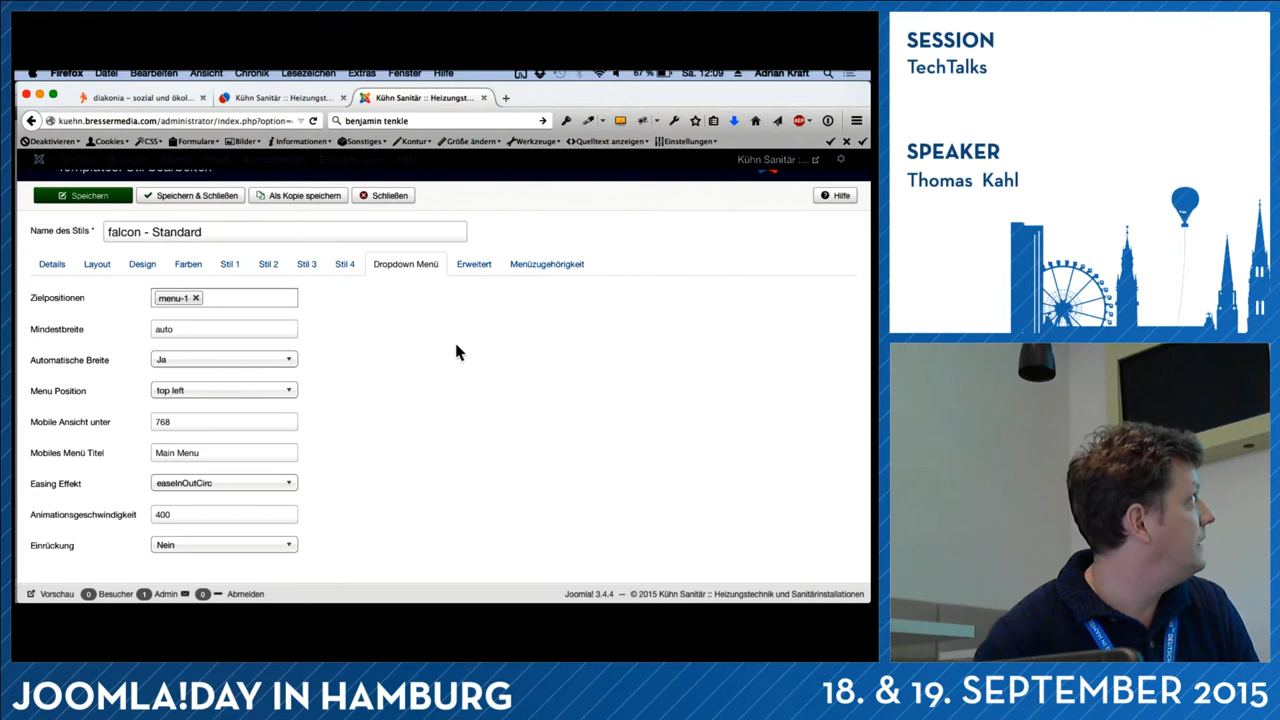 SESSION
TechTalks
SPEAKER
Thomas Kahl
Firefox Datei Bearbeiten Ansicht Chronik Lesezeichen Extras Fenster Hilfe 67 % Sa. 12:09 Adrian Kraft
diakonia – sozial und ökol... Kühn Sanitär :: Heizungst... Kühn Sanitär :: Heizungst...
kuehn.bressermedia.com/administrator/index.php?option= benjamin tenkle
Deaktivieren Cookies CSS Formulare Bilder Informationen Sonstiges Kontur Größe ändern Werkzeuge Quelltext anzeigen Einstellungen
Kühn Sanitär :...
Templates: Stil bearbeiten
Speichern Speichern & Schließen Als Kopie speichern Schließen Hilfe
Name des Stils * falcon - Standard
Details Layout Design Farben Stil 1 Stil 2 Stil 3 Stil 4 Dropdown Menü Erweitert Menüzugehörigkeit
Zielpositionen menu-1
Mindestbreite auto
Automatische Breite Ja
Menu Position top left
Mobile Ansicht unter 768
Mobiles Menü Titel Main Menu
Easing Effekt easeInOutCirc
Animationsgeschwindigkeit 400
Einrückung Nein
Vorschau 0 Besucher 1 Admin 0 Abmelden Joomla! 3.4.4 — © 2015 Kühn Sanitär :: Heizungstechnik und Sanitärinstallationen
JOOMLA!DAY IN HAMBURG
18. & 19. SEPTEMBER 2015